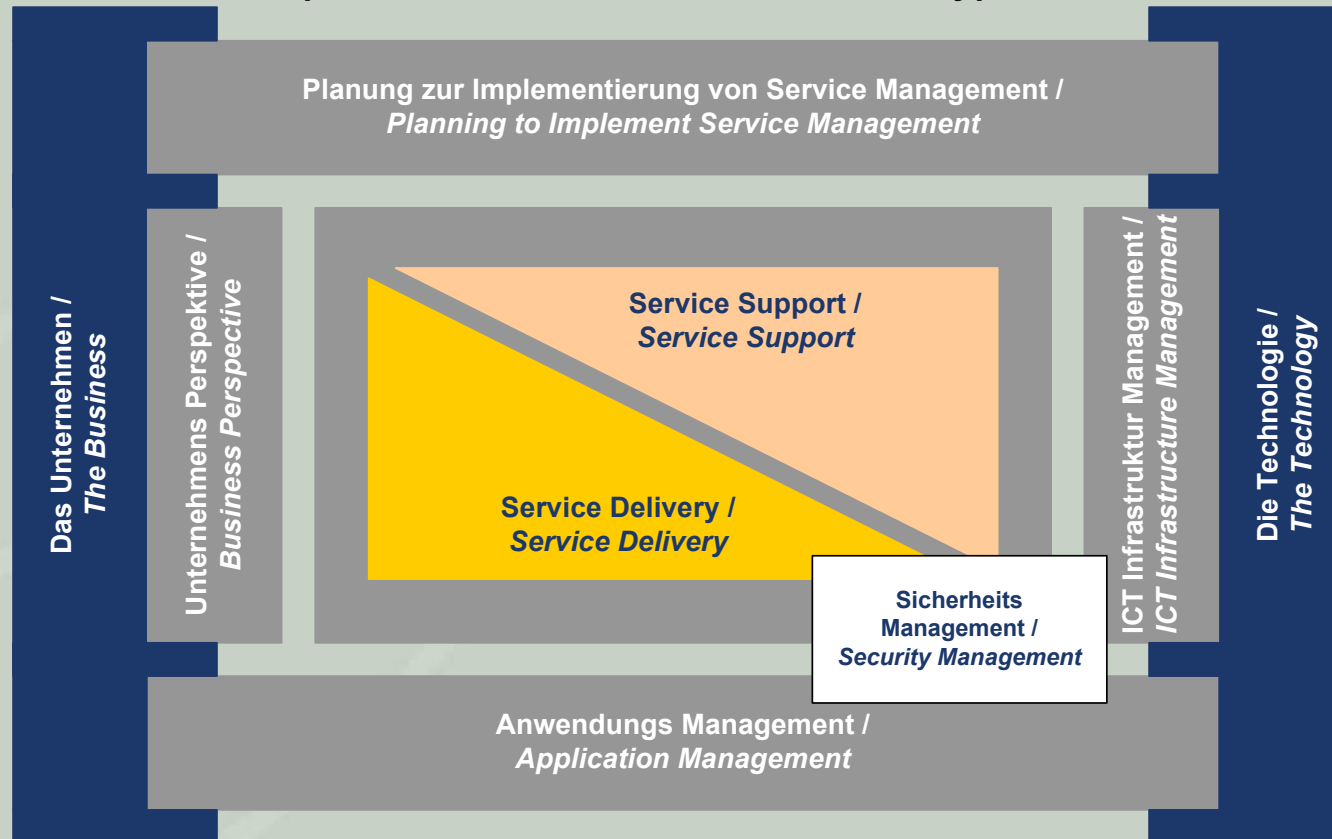 Planung zur Implementierung von Service Management /
Planning to Implement Service Management
Das Unternehmen /
The Business
Unternehmens Perspektive /
Business Perspective
Service Support /
Service Support
Service Delivery /
Service Delivery
Sicherheits
Management /
Security Management
ICT Infrastruktur Management /
ICT Infrastructure Management
Die Technologie /
The Technology
Anwendungs Management /
Application Management